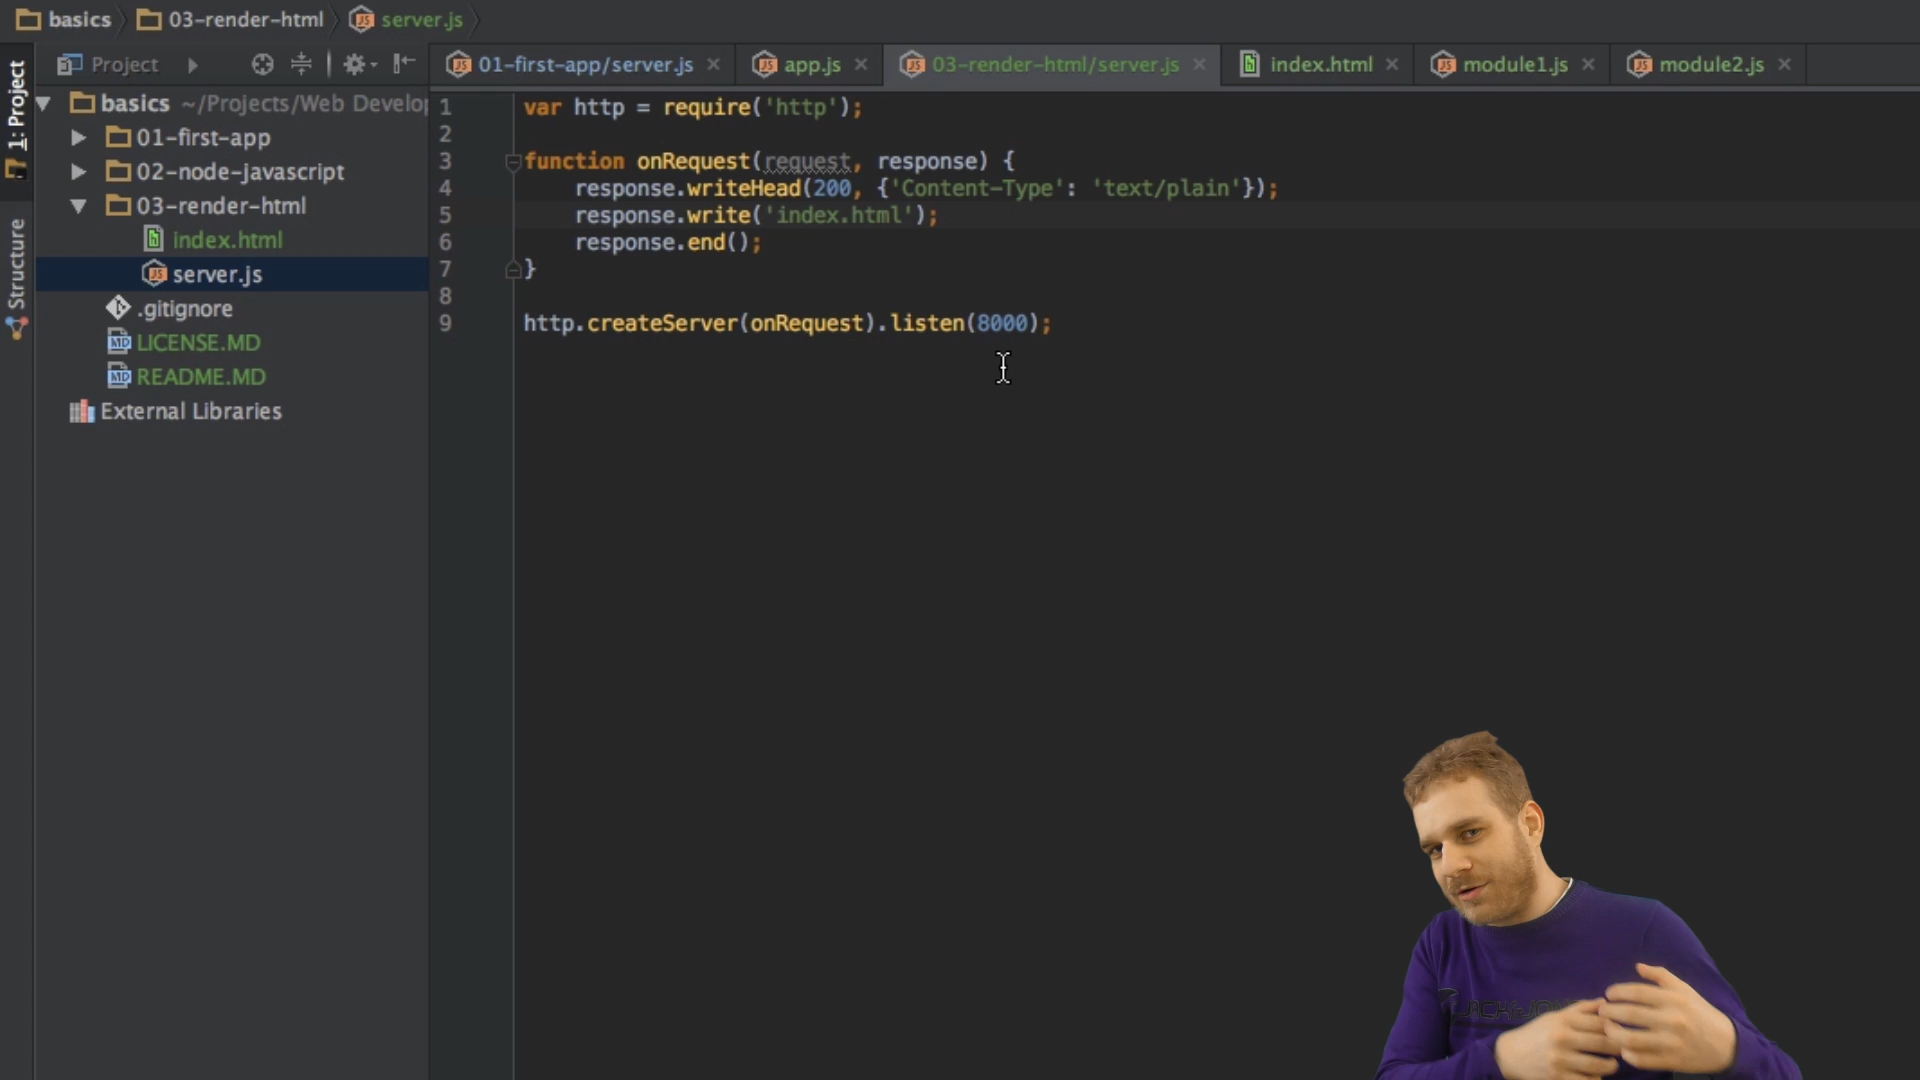 basics 03-render-html server.js
1: Project
Structure
Project
01-first-app/server.js app.js 03-render-html/server.js index.html module1.js module2.js
basics ~/Projects/Web Develop
01-first-app
02-node-javascript
03-render-html
index.html
server.js
.gitignore
LICENSE.MD
README.MD
External Libraries
1 var http = require('http');
2
3 function onRequest(request, response) {
4 response.writeHead(200, {'Content-Type': 'text/plain'});
5 response.write('index.html');
6 response.end();
7 }
8
9 http.createServer(onRequest).listen(8000);